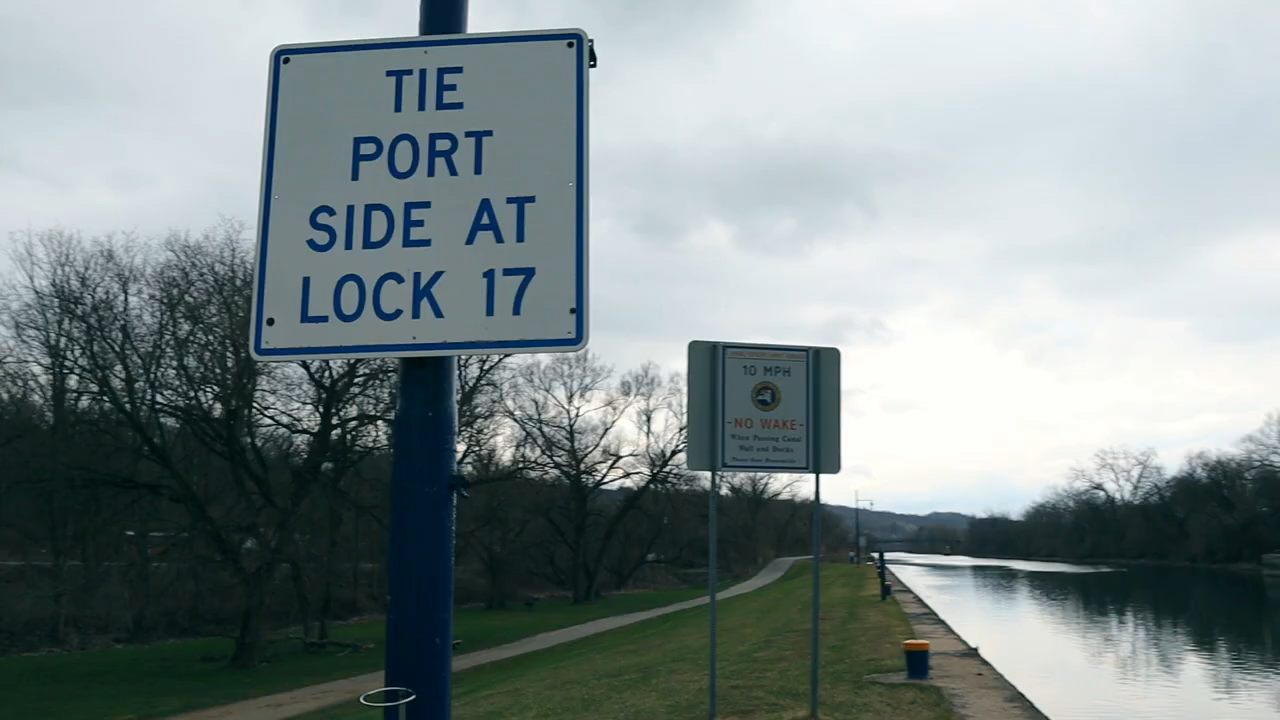 TIE
PORT
SIDE AT
LOCK 17
10 MPH
-NO WAKE-
When Passing Canal
Wall and Docks